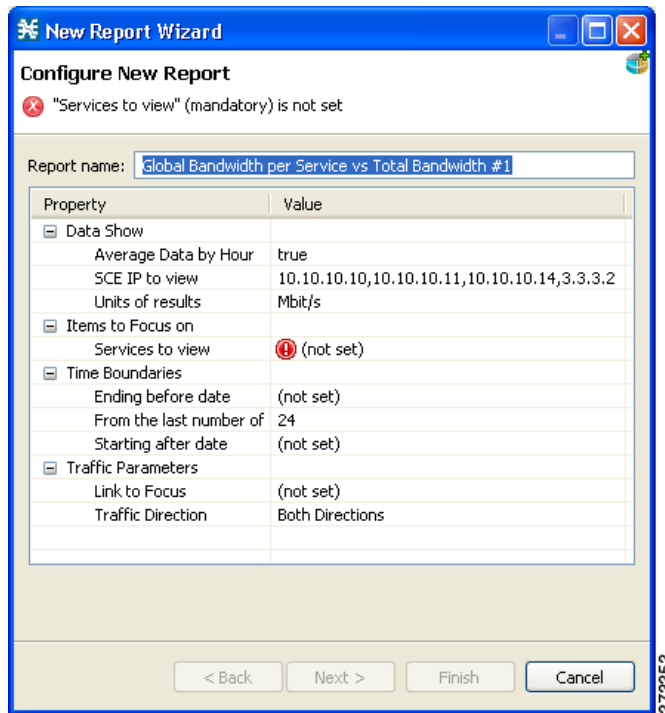 New Report Wizard
Configure New Report
"Services to view" (mandatory) is not set
Report name: Global Bandwidth per Service vs Total Bandwidth #1
Property Value
Data Show
Average Data by Hour true
SCE IP to view 10.10.10.10,10.10.10.11,10.10.10.14,3.3.3.2
Units of results Mbit/s
Items to Focus on
Services to view (not set)
Time Boundaries
Ending before date (not set)
From the last number of 24
Starting after date (not set)
Traffic Parameters
Link to Focus (not set)
Traffic Direction Both Directions
< Back Next > Finish Cancel